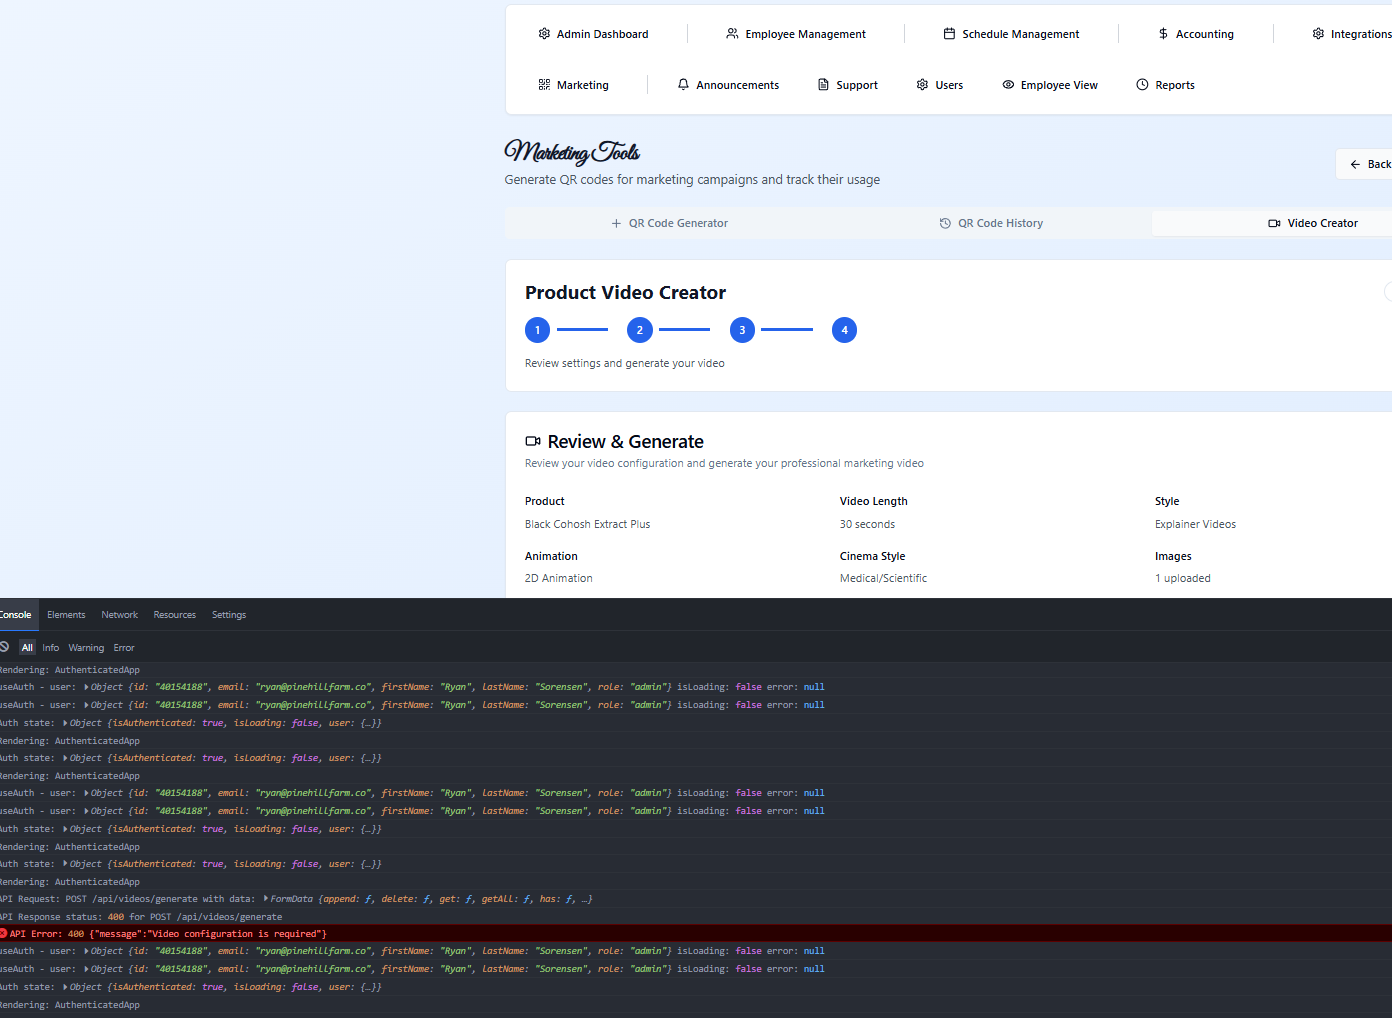 Admin Dashboard Employee Management Schedule Management Accounting Integrations
Marketing Announcements Support Users Employee View Reports
Marketing Tools
Generate QR codes for marketing campaigns and track their usage
Back
QR Code Generator QR Code History Video Creator
Product Video Creator
1 2 3 4
Review settings and generate your video
Review & Generate
Review your video configuration and generate your professional marketing video
Product Video Length Style
Black Cohosh Extract Plus 30 seconds Explainer Videos
Animation Cinema Style Images
2D Animation Medical/Scientific 1 uploaded
Console Elements Network Resources Settings
All Info Warning Error
Rendering: AuthenticatedApp
useAuth - user: Object {id: "40154188", email: "ryan@pinehillfarm.co", firstName: "Ryan", lastName: "Sorensen", role: "admin"} isLoading: false error: null
useAuth - user: Object {id: "40154188", email: "ryan@pinehillfarm.co", firstName: "Ryan", lastName: "Sorensen", role: "admin"} isLoading: false error: null
Auth state: Object {isAuthenticated: true, isLoading: false, user: {…}}
Rendering: AuthenticatedApp
Auth state: Object {isAuthenticated: true, isLoading: false, user: {…}}
Rendering: AuthenticatedApp
useAuth - user: Object {id: "40154188", email: "ryan@pinehillfarm.co", firstName: "Ryan", lastName: "Sorensen", role: "admin"} isLoading: false error: null
useAuth - user: Object {id: "40154188", email: "ryan@pinehillfarm.co", firstName: "Ryan", lastName: "Sorensen", role: "admin"} isLoading: false error: null
Auth state: Object {isAuthenticated: true, isLoading: false, user: {…}}
Rendering: AuthenticatedApp
Auth state: Object {isAuthenticated: true, isLoading: false, user: {…}}
Rendering: AuthenticatedApp
API Request: POST /api/videos/generate with data: FormData {append: ƒ, delete: ƒ, get: ƒ, getAll: ƒ, has: ƒ, …}
API Response status: 400 for POST /api/videos/generate
API Error: 400 {"message":"Video configuration is required"}
useAuth - user: Object {id: "40154188", email: "ryan@pinehillfarm.co", firstName: "Ryan", lastName: "Sorensen", role: "admin"} isLoading: false error: null
useAuth - user: Object {id: "40154188", email: "ryan@pinehillfarm.co", firstName: "Ryan", lastName: "Sorensen", role: "admin"} isLoading: false error: null
Auth state: Object {isAuthenticated: true, isLoading: false, user: {…}}
Rendering: AuthenticatedApp